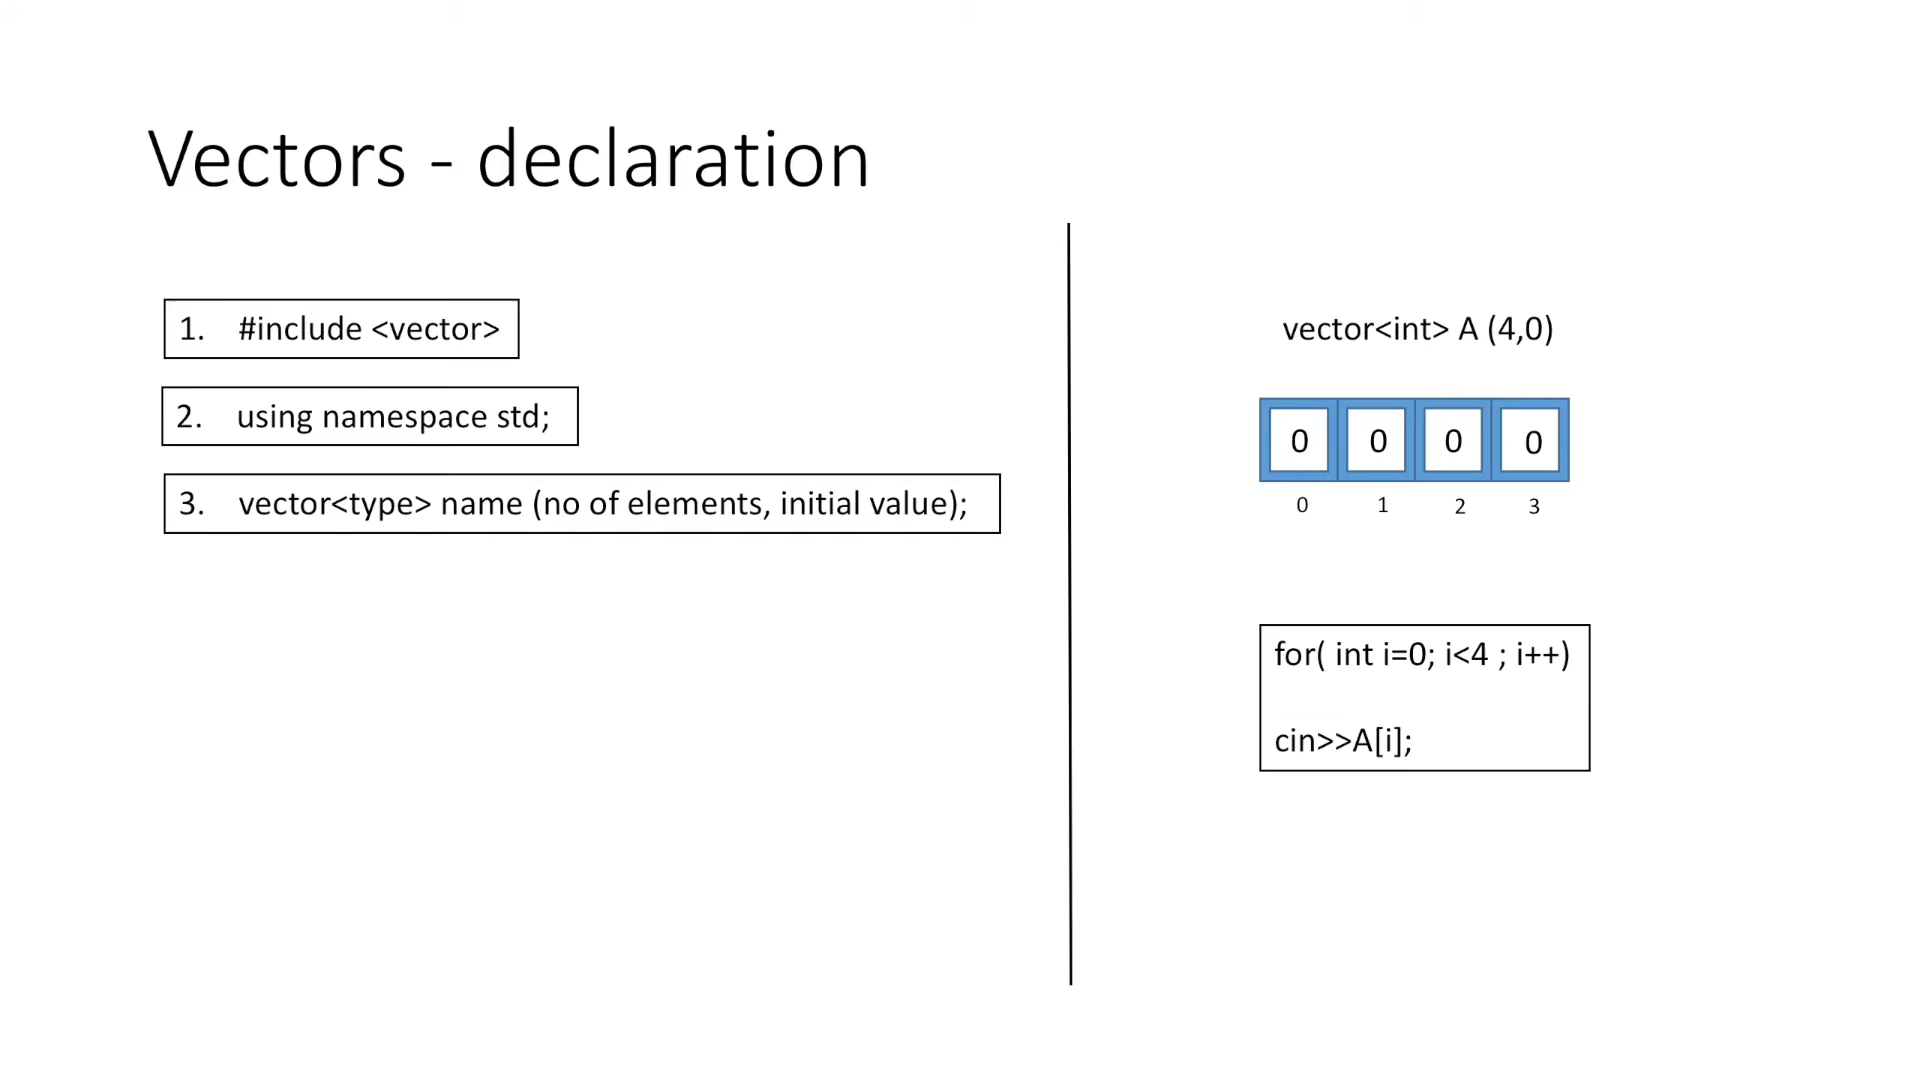 Vectors - declaration
1. #include <vector>
2. using namespace std;
3. vector<type> name (no of elements, initial value);
vector<int> A (4,0)
0 0 0 0
0 1 2 3
for( int i=0; i<4 ; i++)
cin>>A[i];